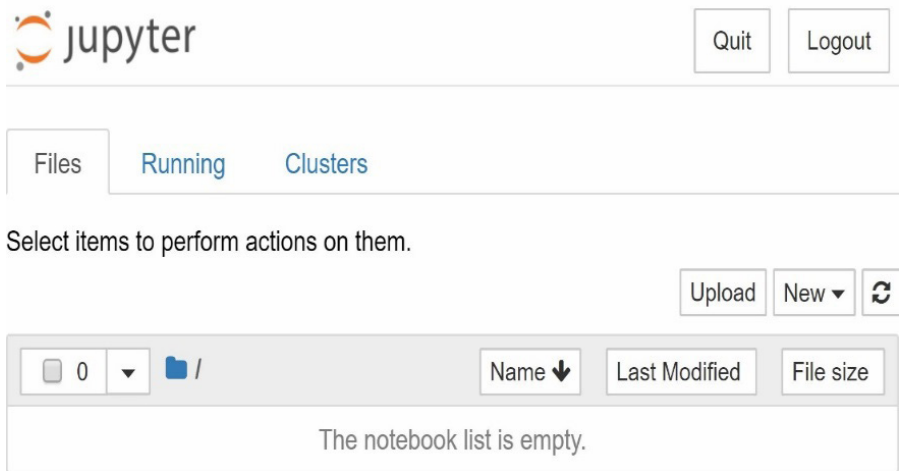 jupyter Quit Logout
Files Running Clusters
Select items to perform actions on them.
Upload New
0 / Name Last Modified File size
The notebook list is empty.